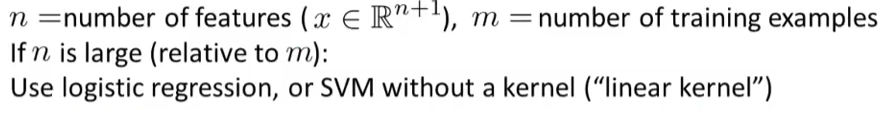 n =number of features ( x ∈ ℝⁿ⁺¹), m = number of training examples
If n is large (relative to m):
Use logistic regression, or SVM without a kernel (“linear kernel”)